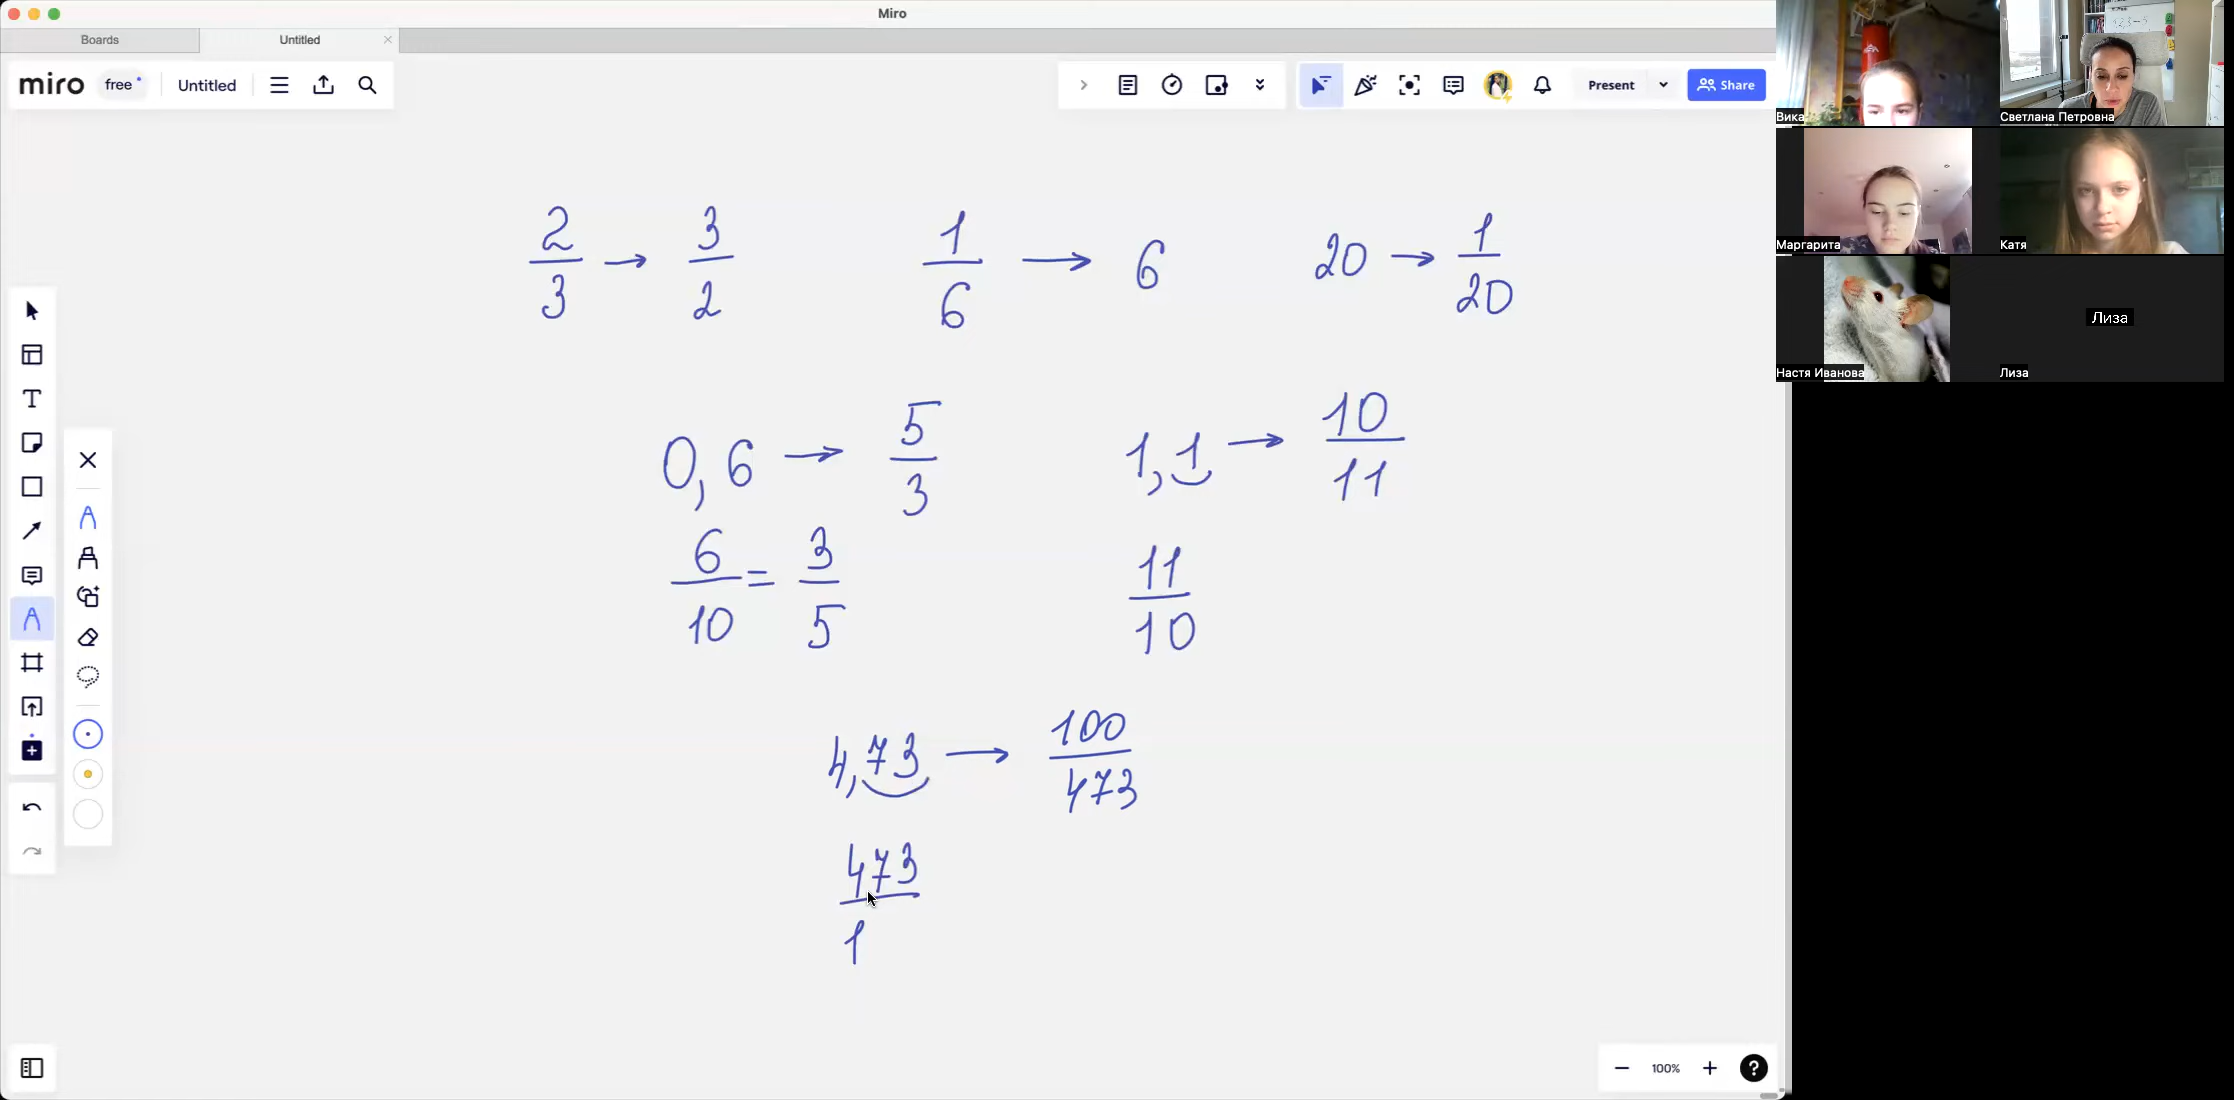 Miro
Boards
Untitled
miro
free
Untitled
Present
Share
2/3 → 3/2
1/6 → 6
20 → 1/20
0,6 → 5/3
1,1 → 10/11
6/10 = 3/5
11/10
4,73 → 100/473
473/1
100%
Вика
Светлана Петровна
Маргарита
Катя
Настя Иванова
Лиза
Лиза